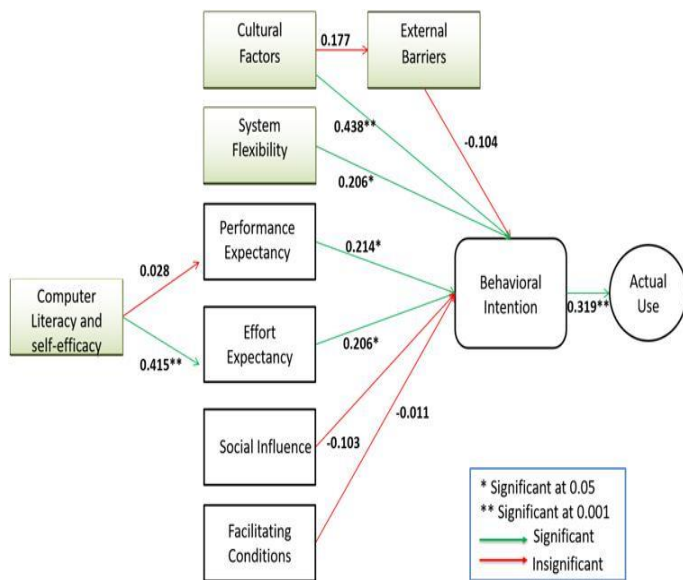 Cultural
Factors
0.177
External
Barriers
0.438**
-0.104
System
Flexibility
0.206*
Performance
Expectancy
0.214*
0.028
Computer
Literacy and
self-efficacy
0.415**
Effort
Expectancy
0.206*
Behavioral
Intention
0.319**
Actual
Use
Social Influence
-0.103
-0.011
Facilitating
Conditions
* Significant at 0.05
** Significant at 0.001
Significant
Insignificant